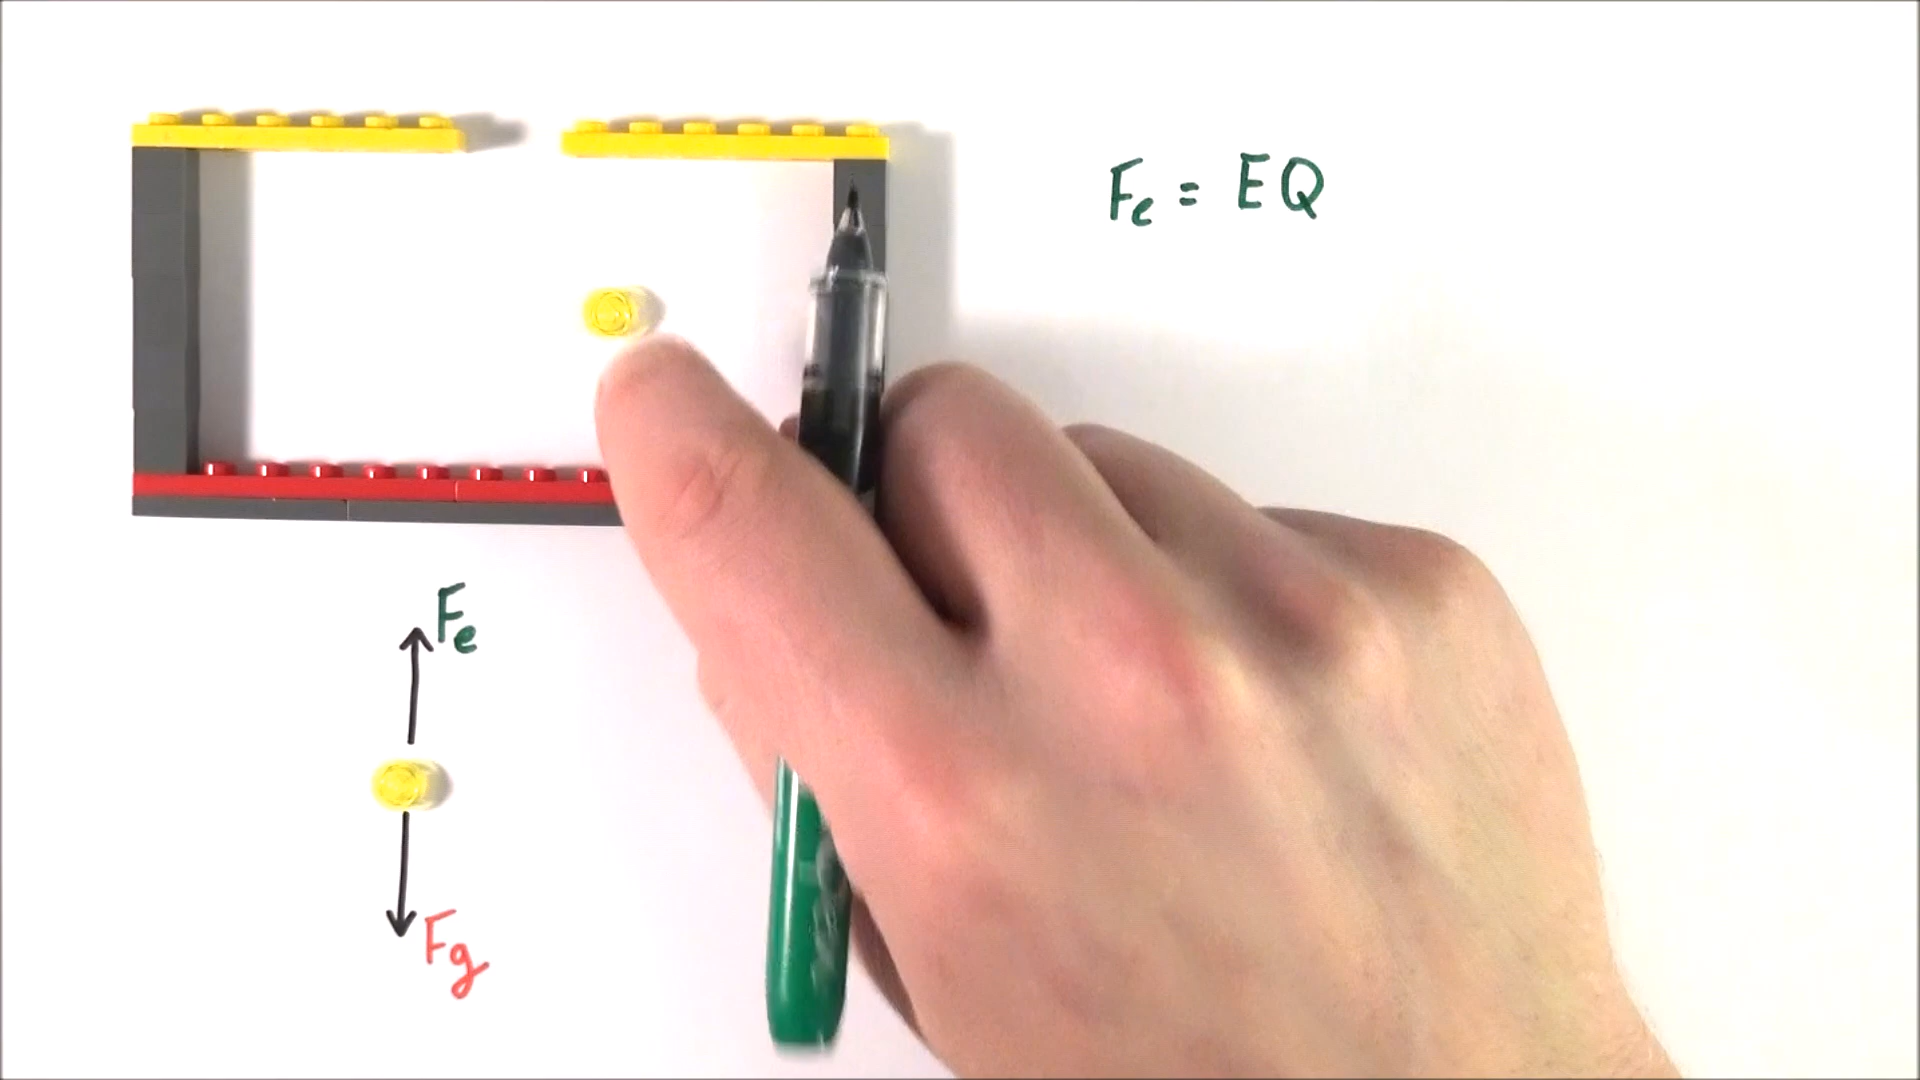 Fe = EQ
Fe
Fg